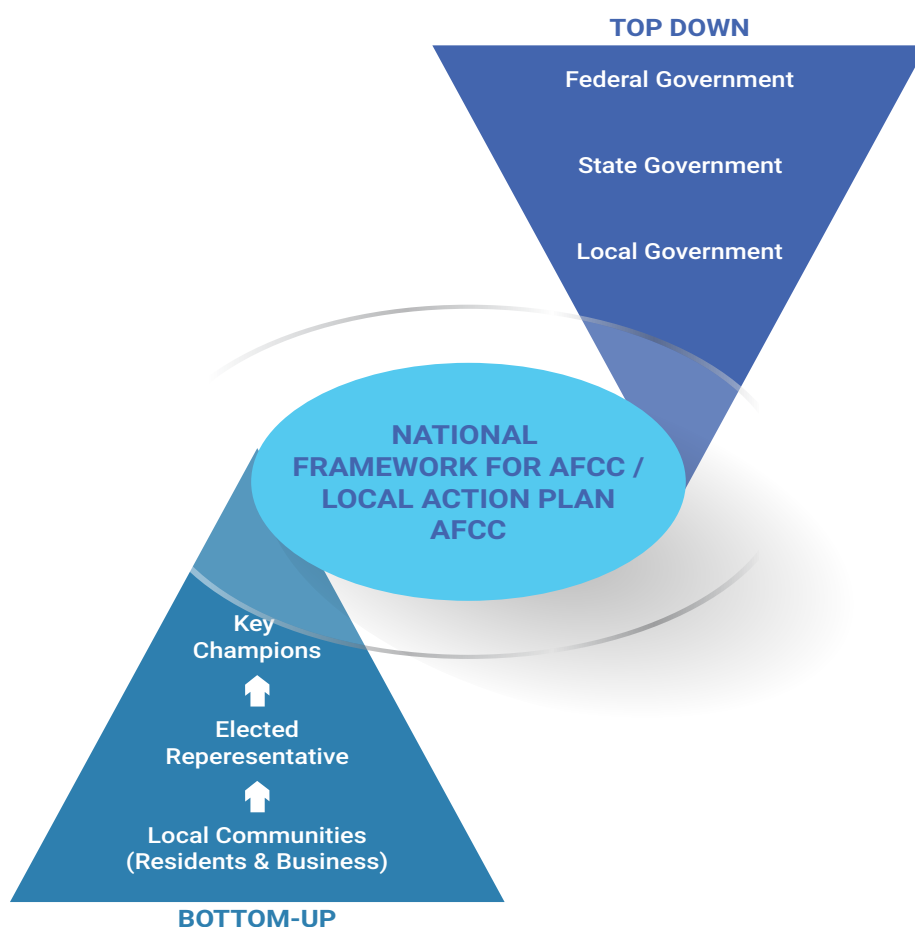 TOP DOWN
Federal Government
State Government
Local Government
NATIONAL
FRAMEWORK FOR AFCC /
LOCAL ACTION PLAN
AFCC
Key
Champions
Elected
Reperesentative
Local Communities
(Residents & Business)
BOTTOM-UP